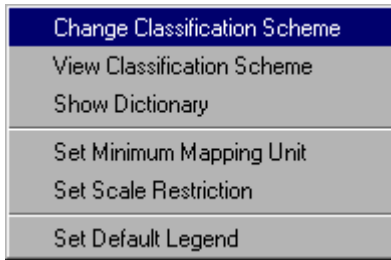 Change Classification Scheme
View Classification Scheme
Show Dictionary
Set Minimum Mapping Unit
Set Scale Restriction
Set Default Legend